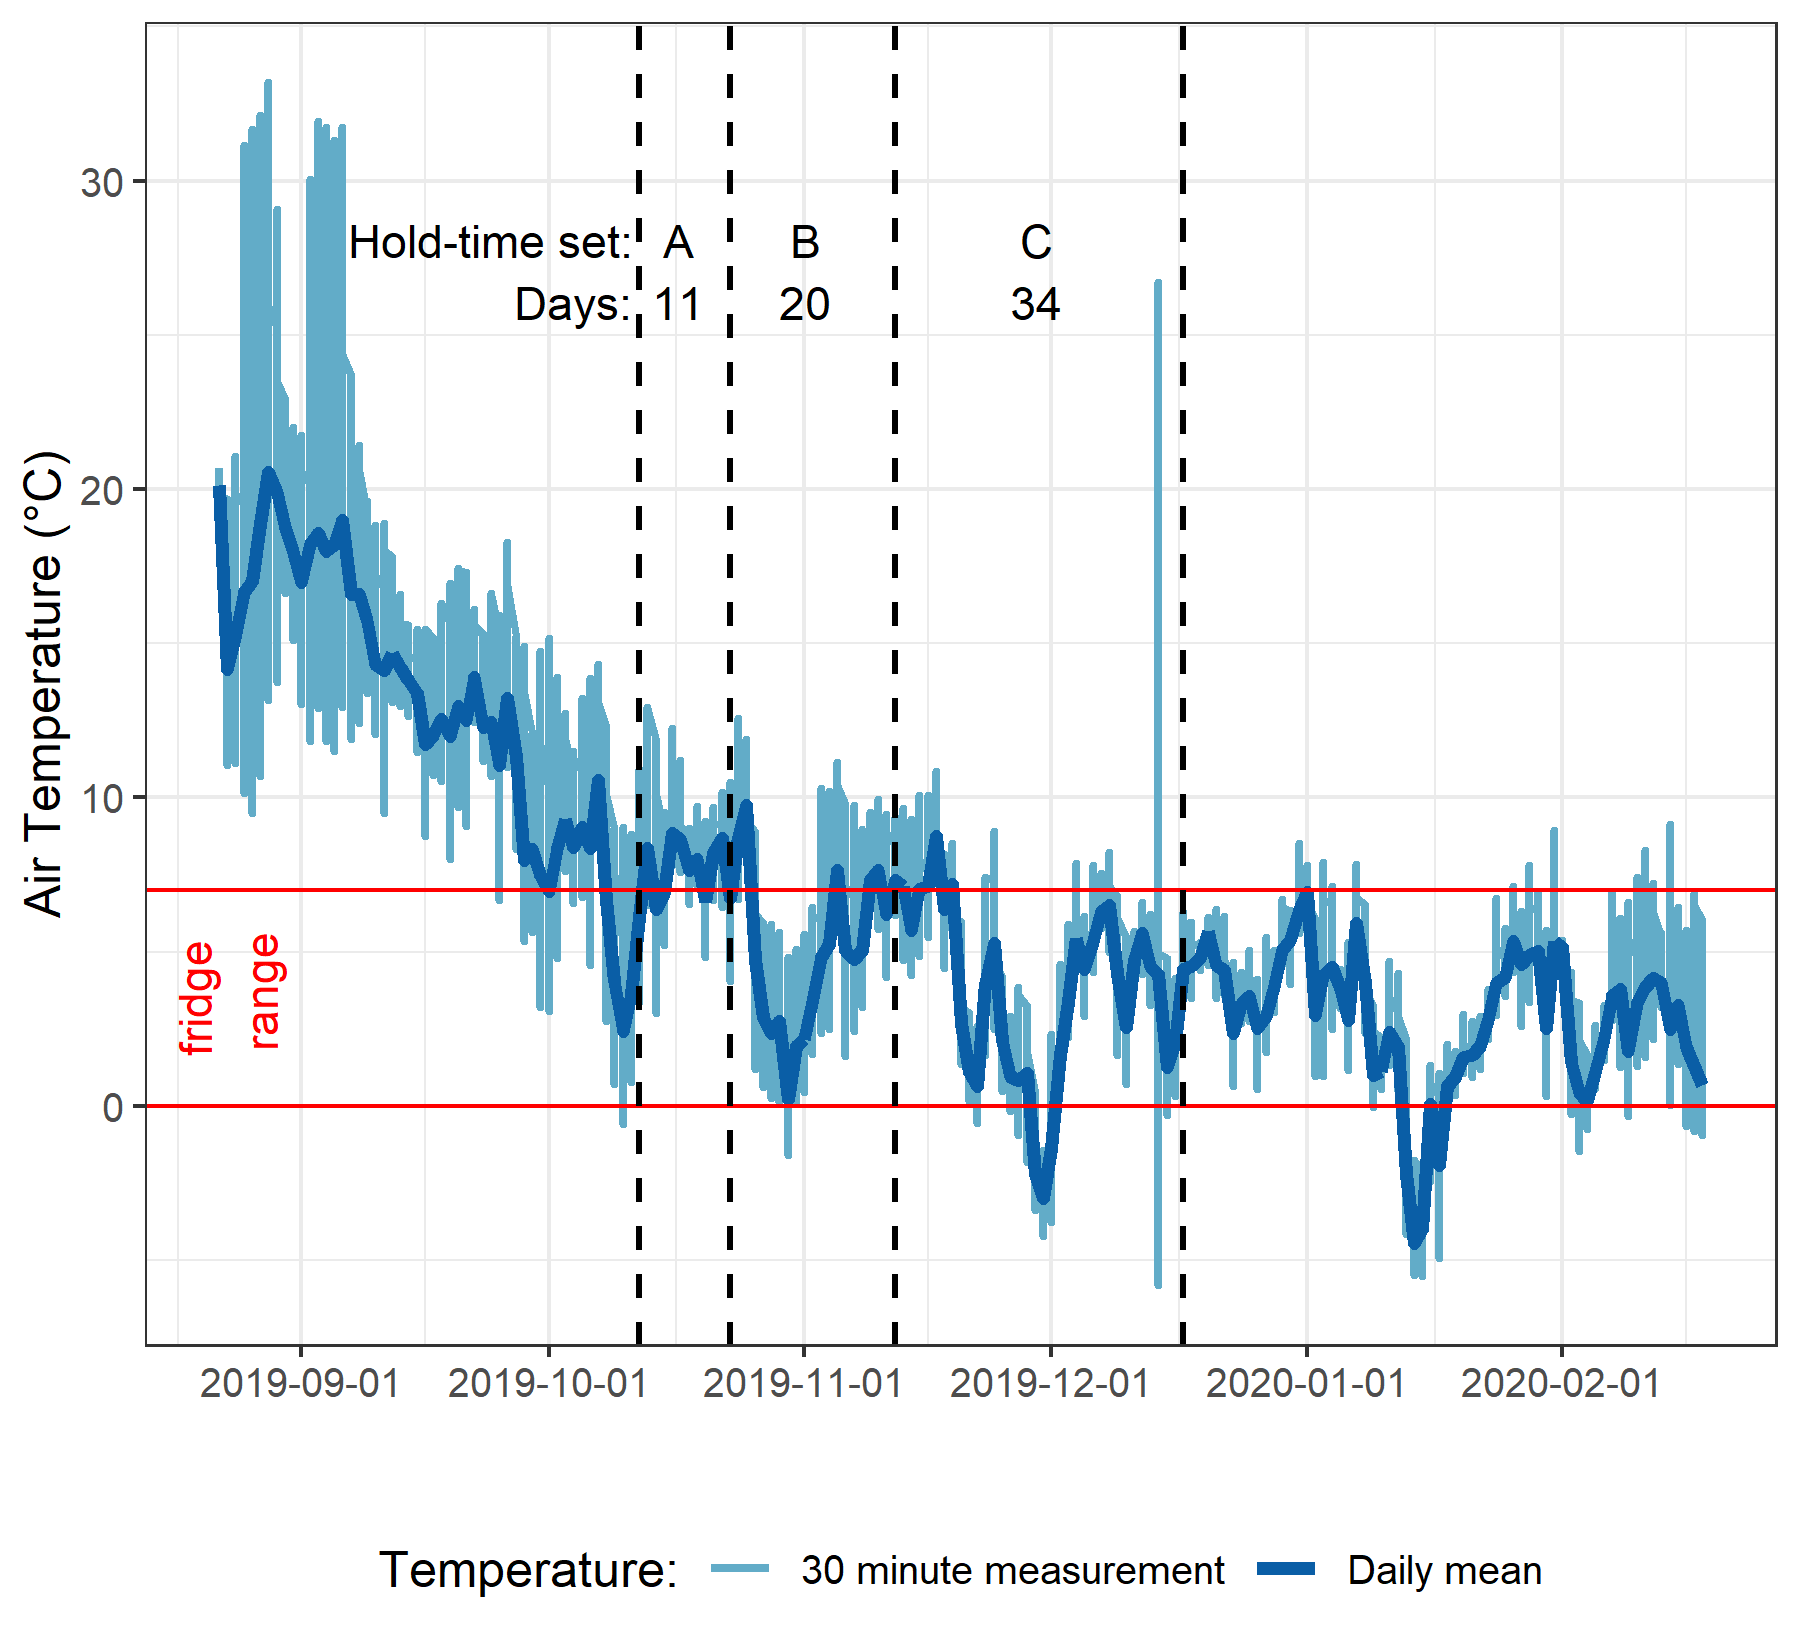 Air Temperature (°C)
30
20
10
0
Hold-time set: A B C
Days: 11 20 34
fridge
range
2019-09-01 2019-10-01 2019-11-01 2019-12-01 2020-01-01 2020-02-01
Temperature: 30 minute measurement Daily mean